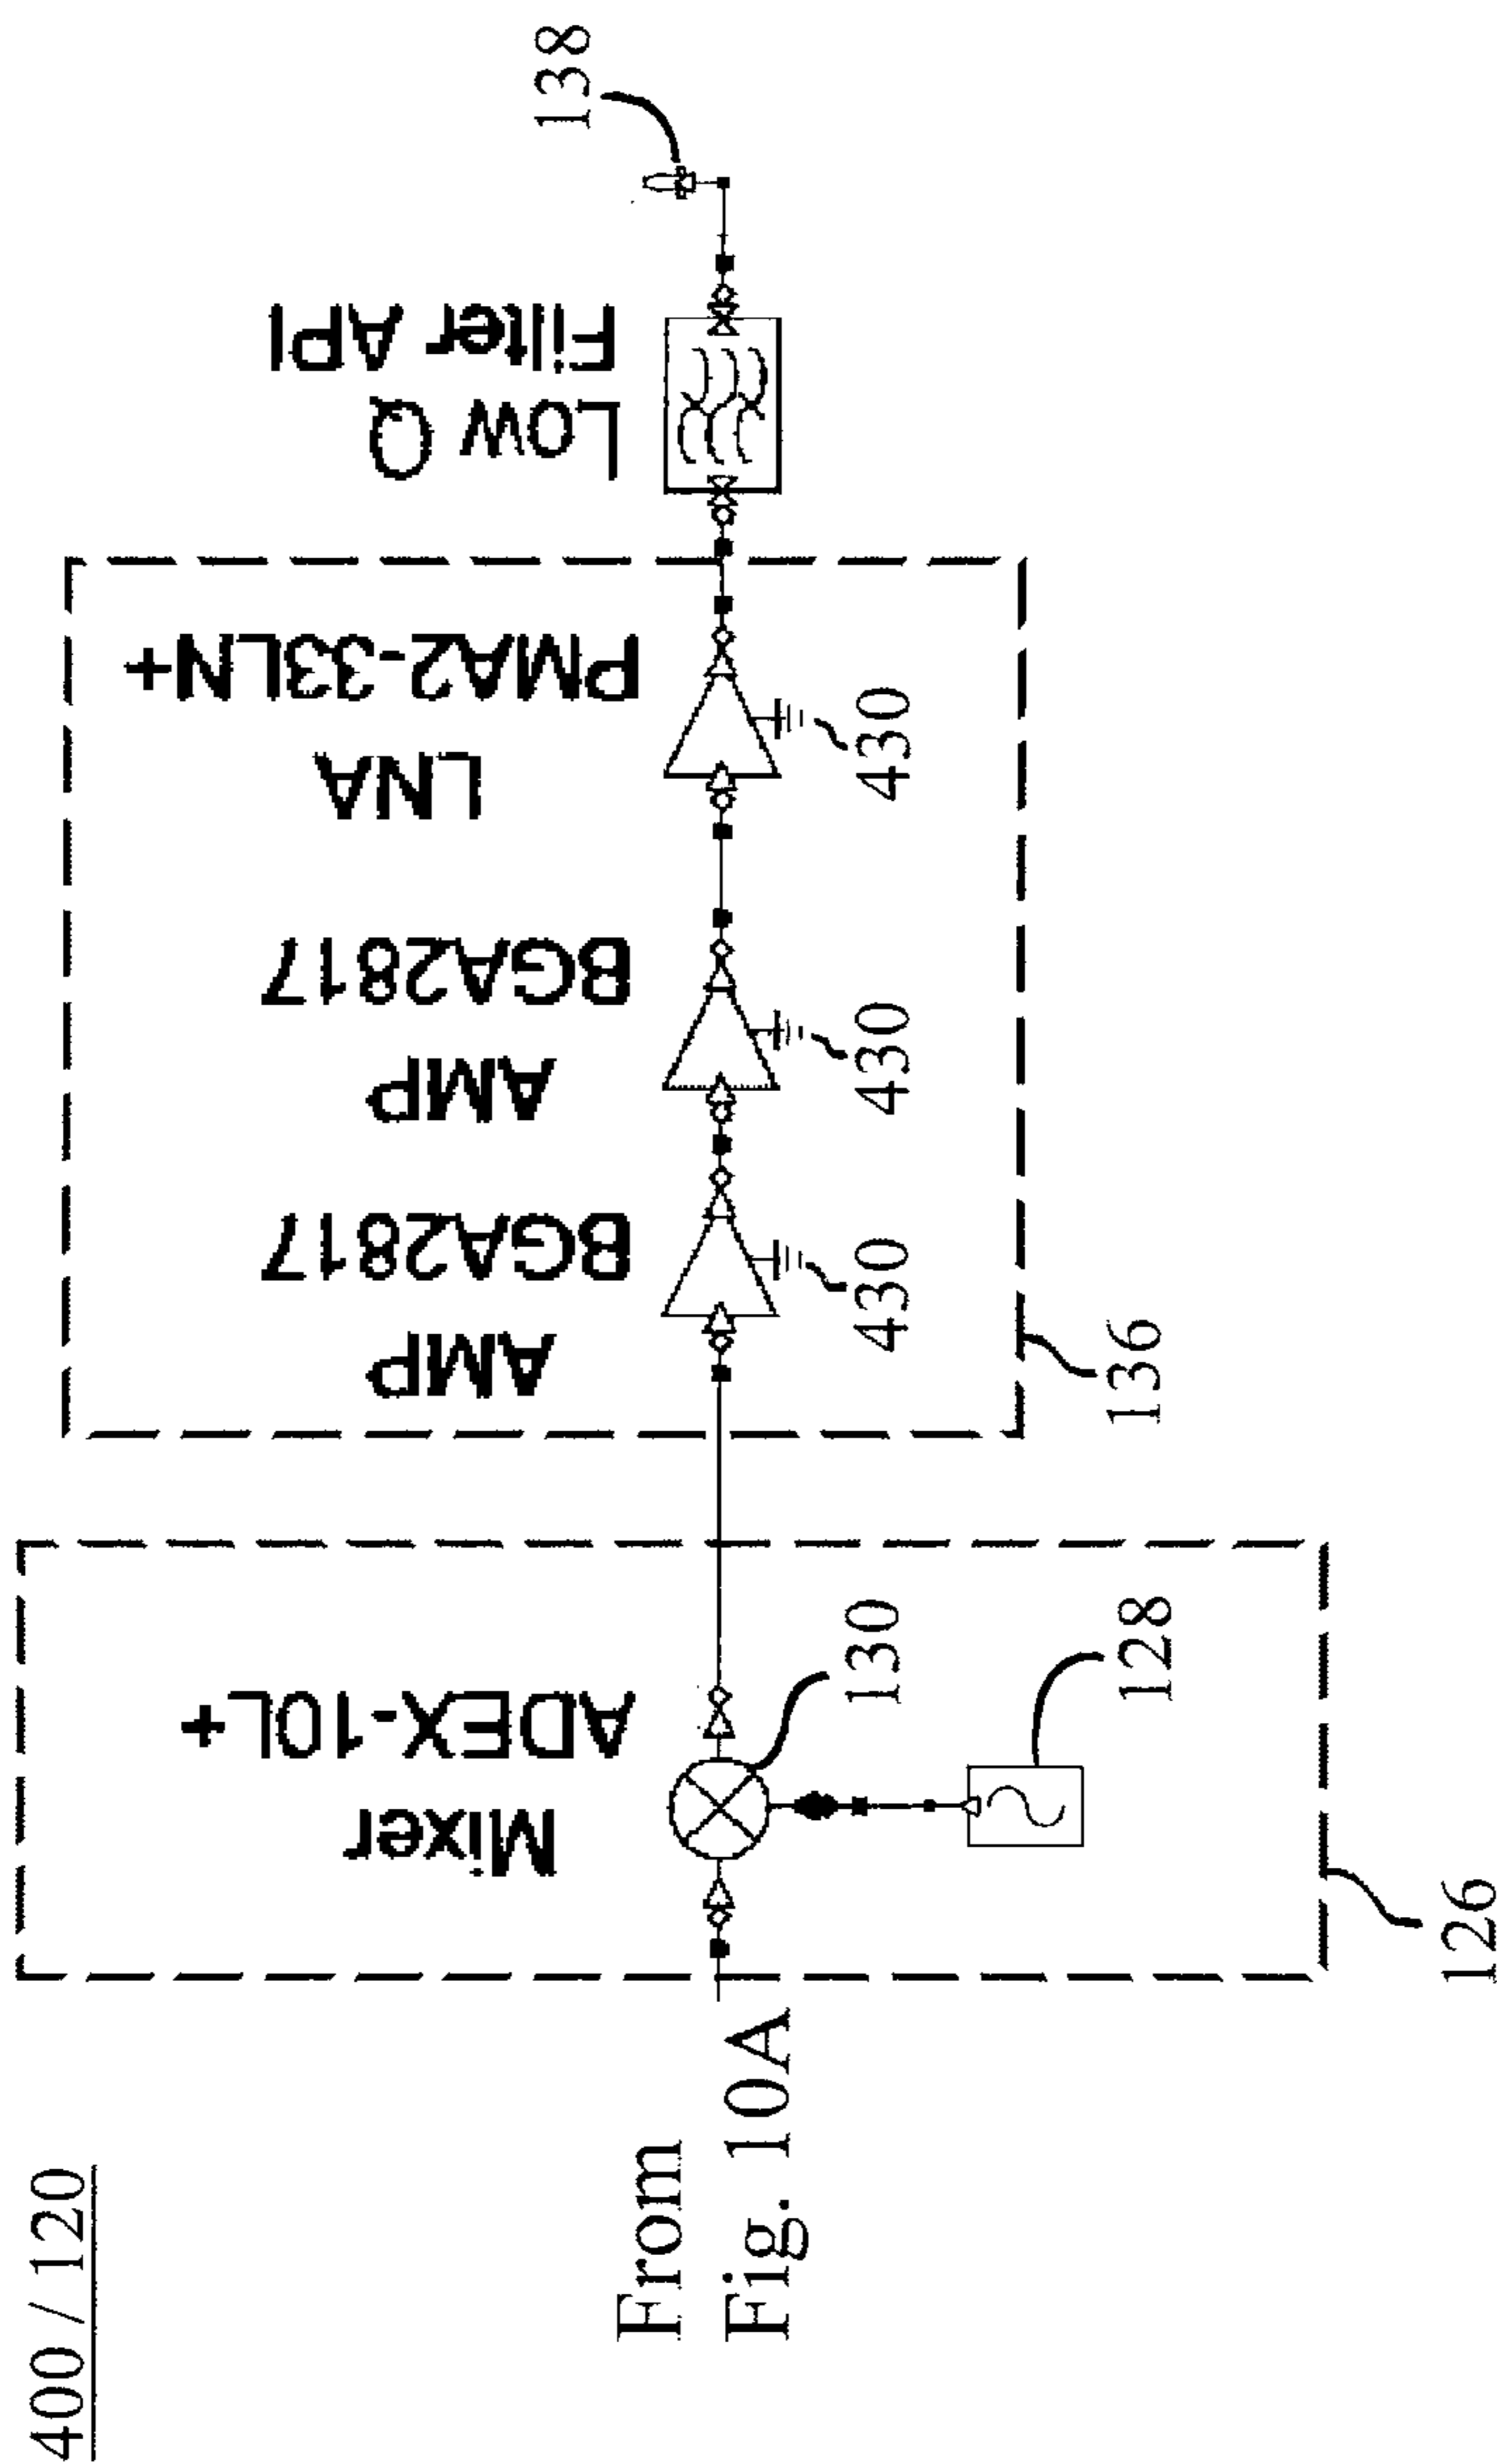 400 / 120
From
Fig. 10A
Mixer
ADEX-10L+
130
128
126
AMP
BGA2817
430
AMP
BGA2817
430
LNA
PMA2-33LN+
430
136
Low Q
Filter API
138